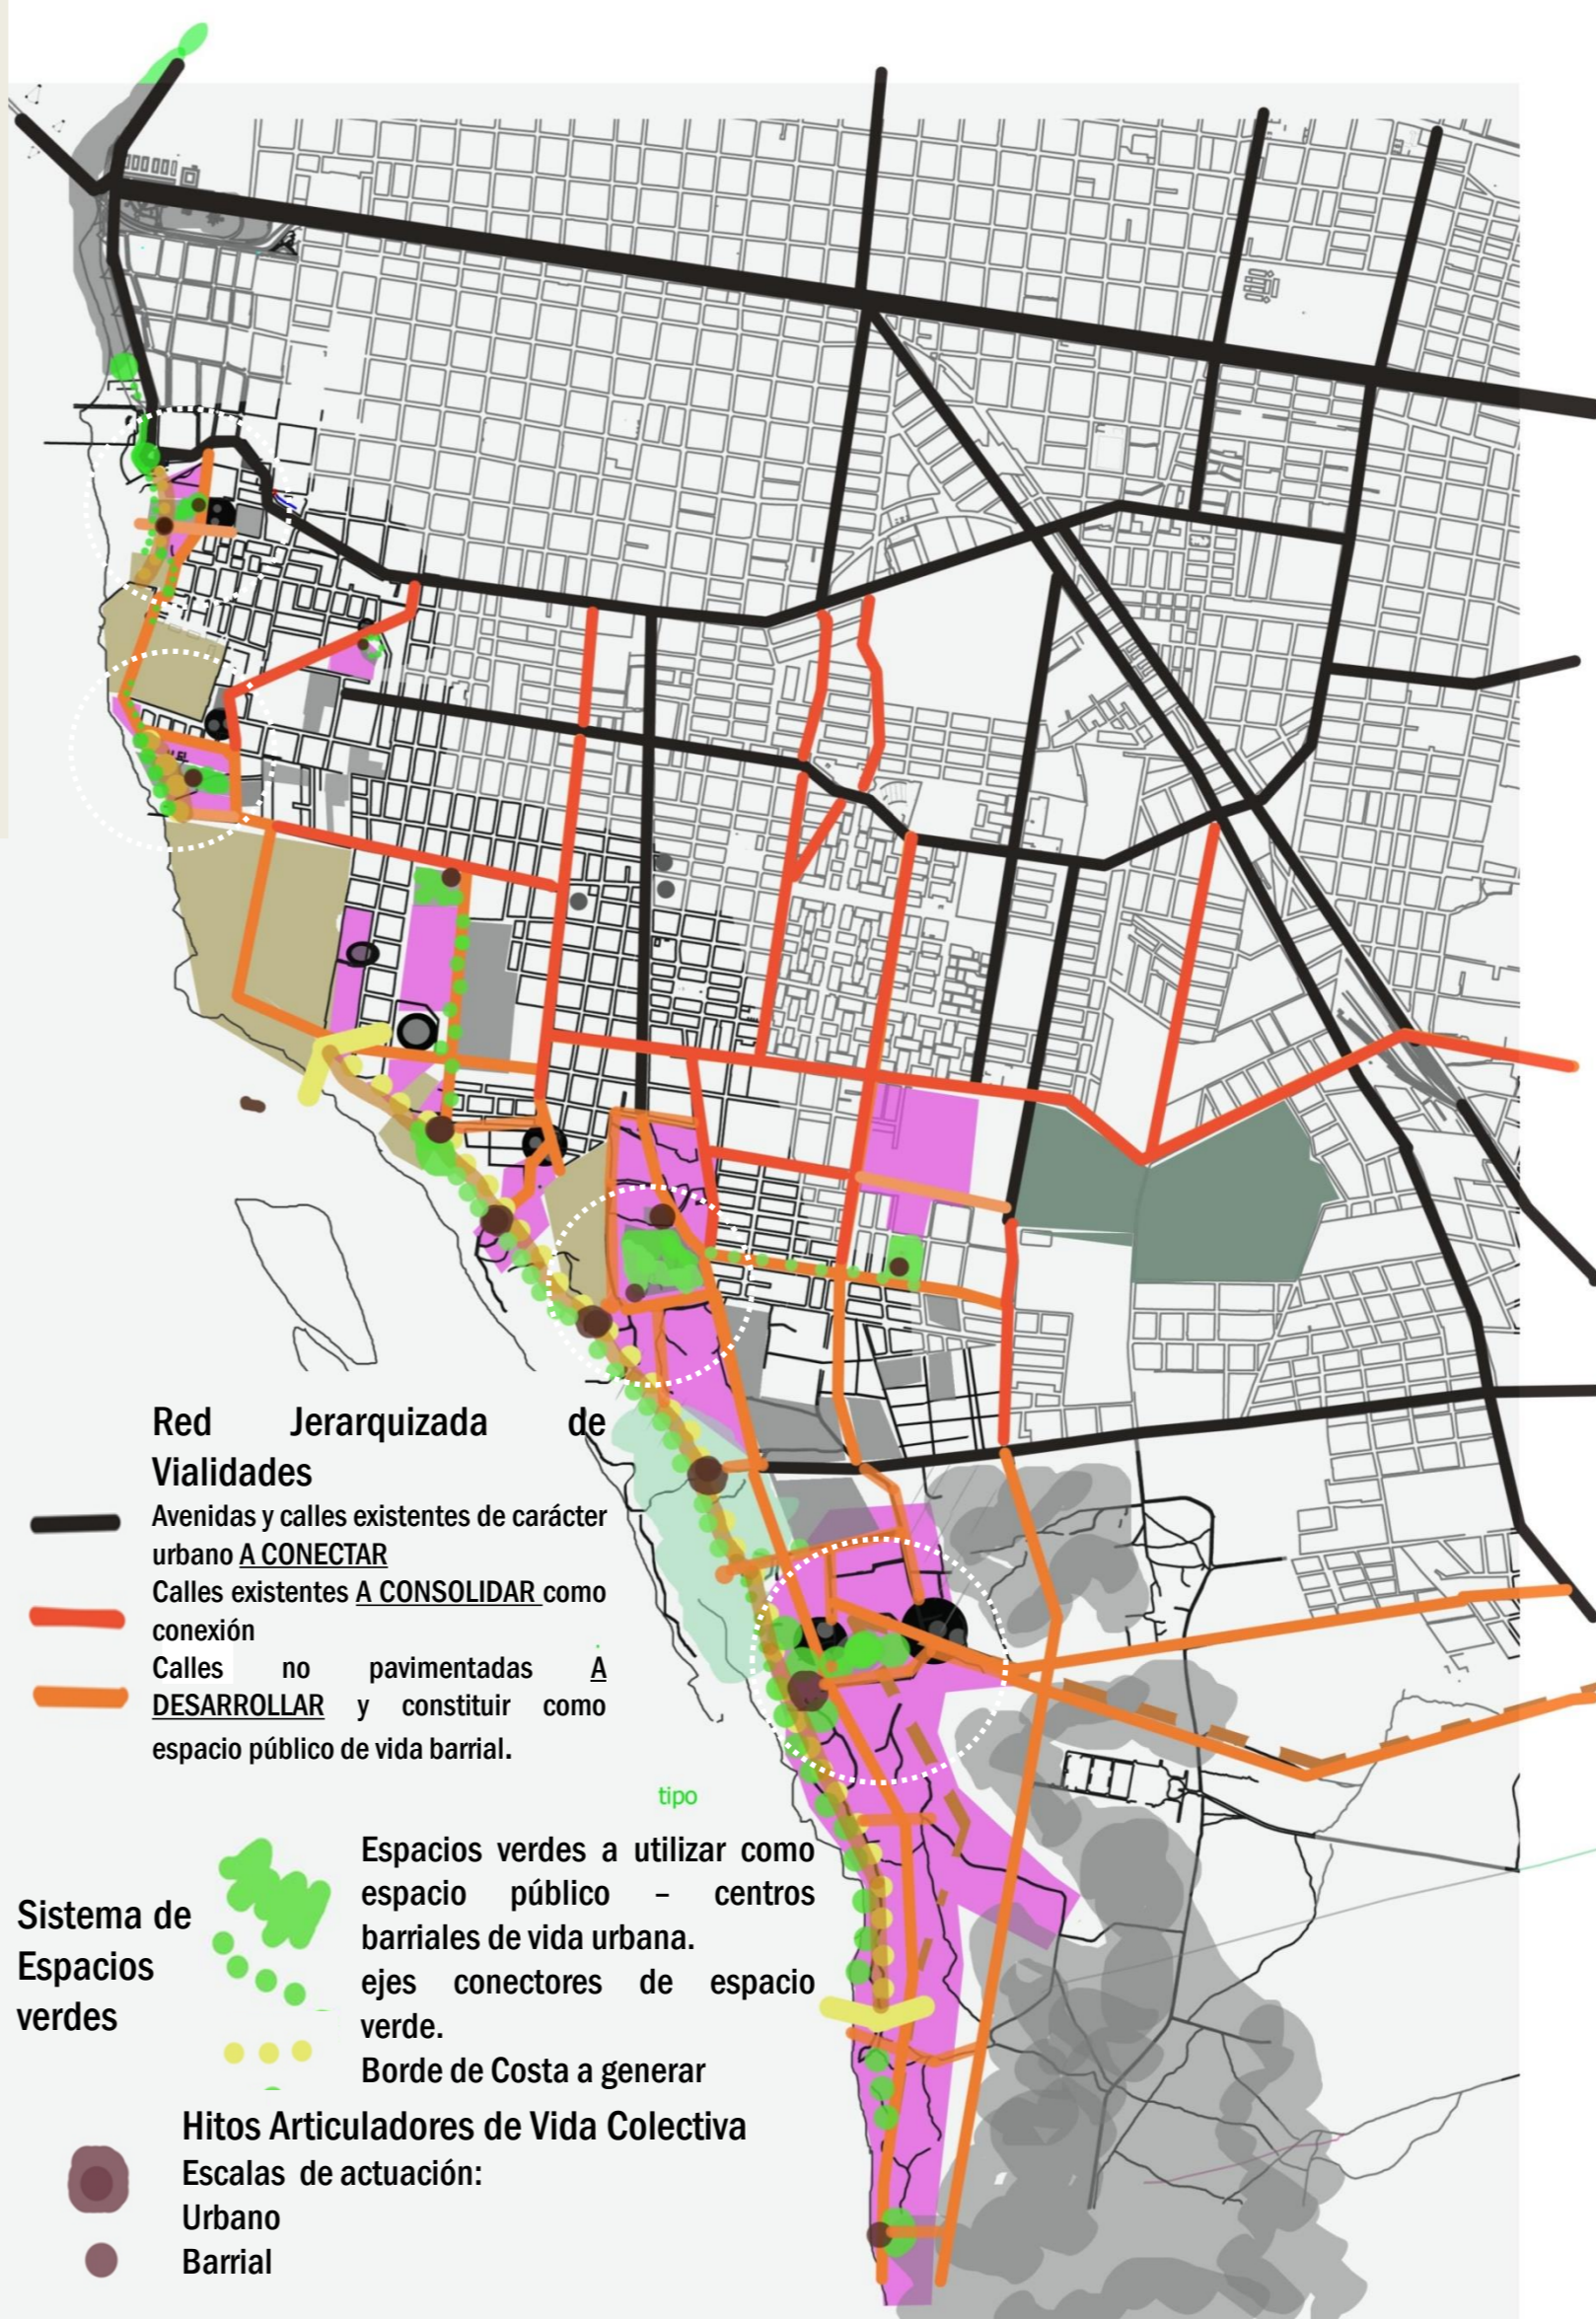 Red Jerarquizada de
Vialidades
Avenidas y calles existentes de carácter
urbano A CONECTAR
Calles existentes A CONSOLIDAR como
conexión
Calles no pavimentadas A
DESARROLLAR y constituir como
espacio público de vida barrial.
tipo
Sistema de
Espacios
verdes
Espacios verdes a utilizar como
espacio público – centros
barriales de vida urbana.
ejes conectores de espacio
verde.
Borde de Costa a generar
Hitos Articuladores de Vida Colectiva
Escalas de actuación:
Urbano
Barrial